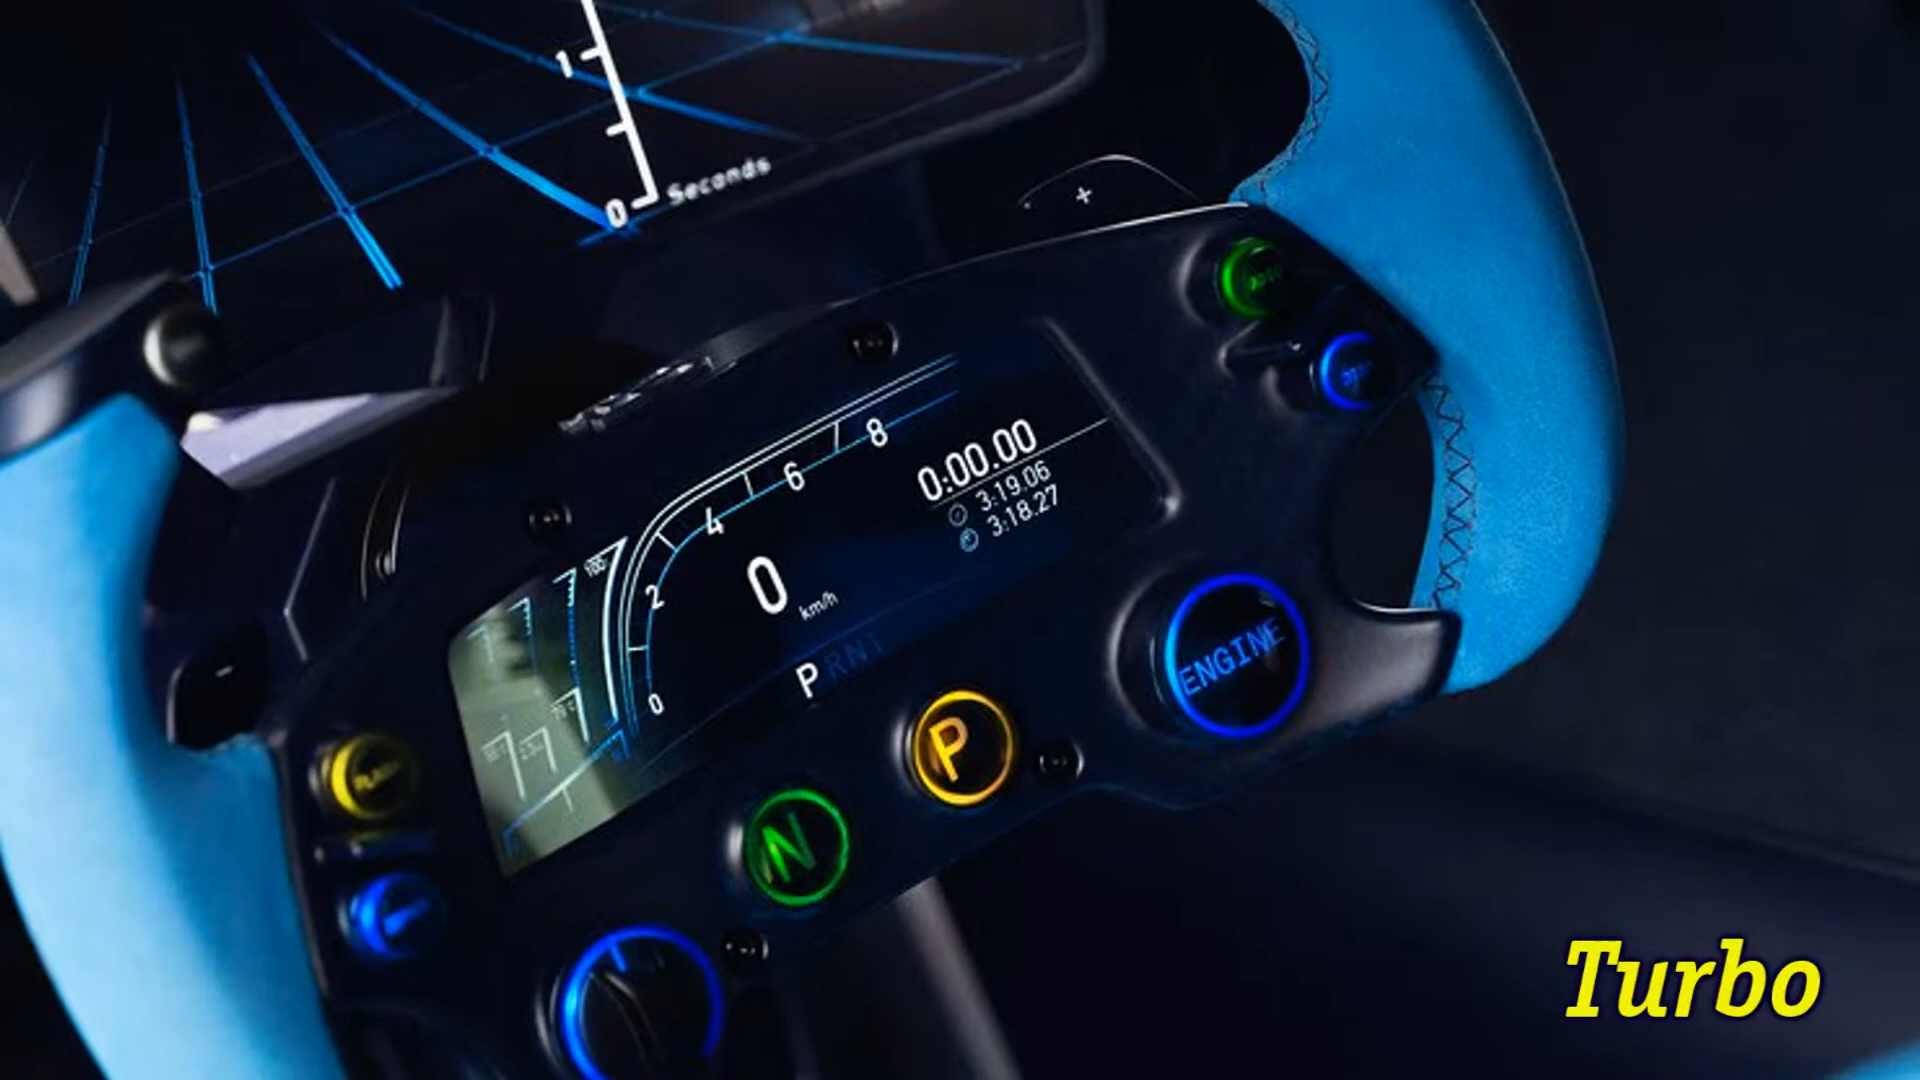 1
0 Seconds
+
8
6
4
2
0
0:00.00
3:19.06
3:18.27
0
km/h
P RN1
ENGINE
P
N
Turbo